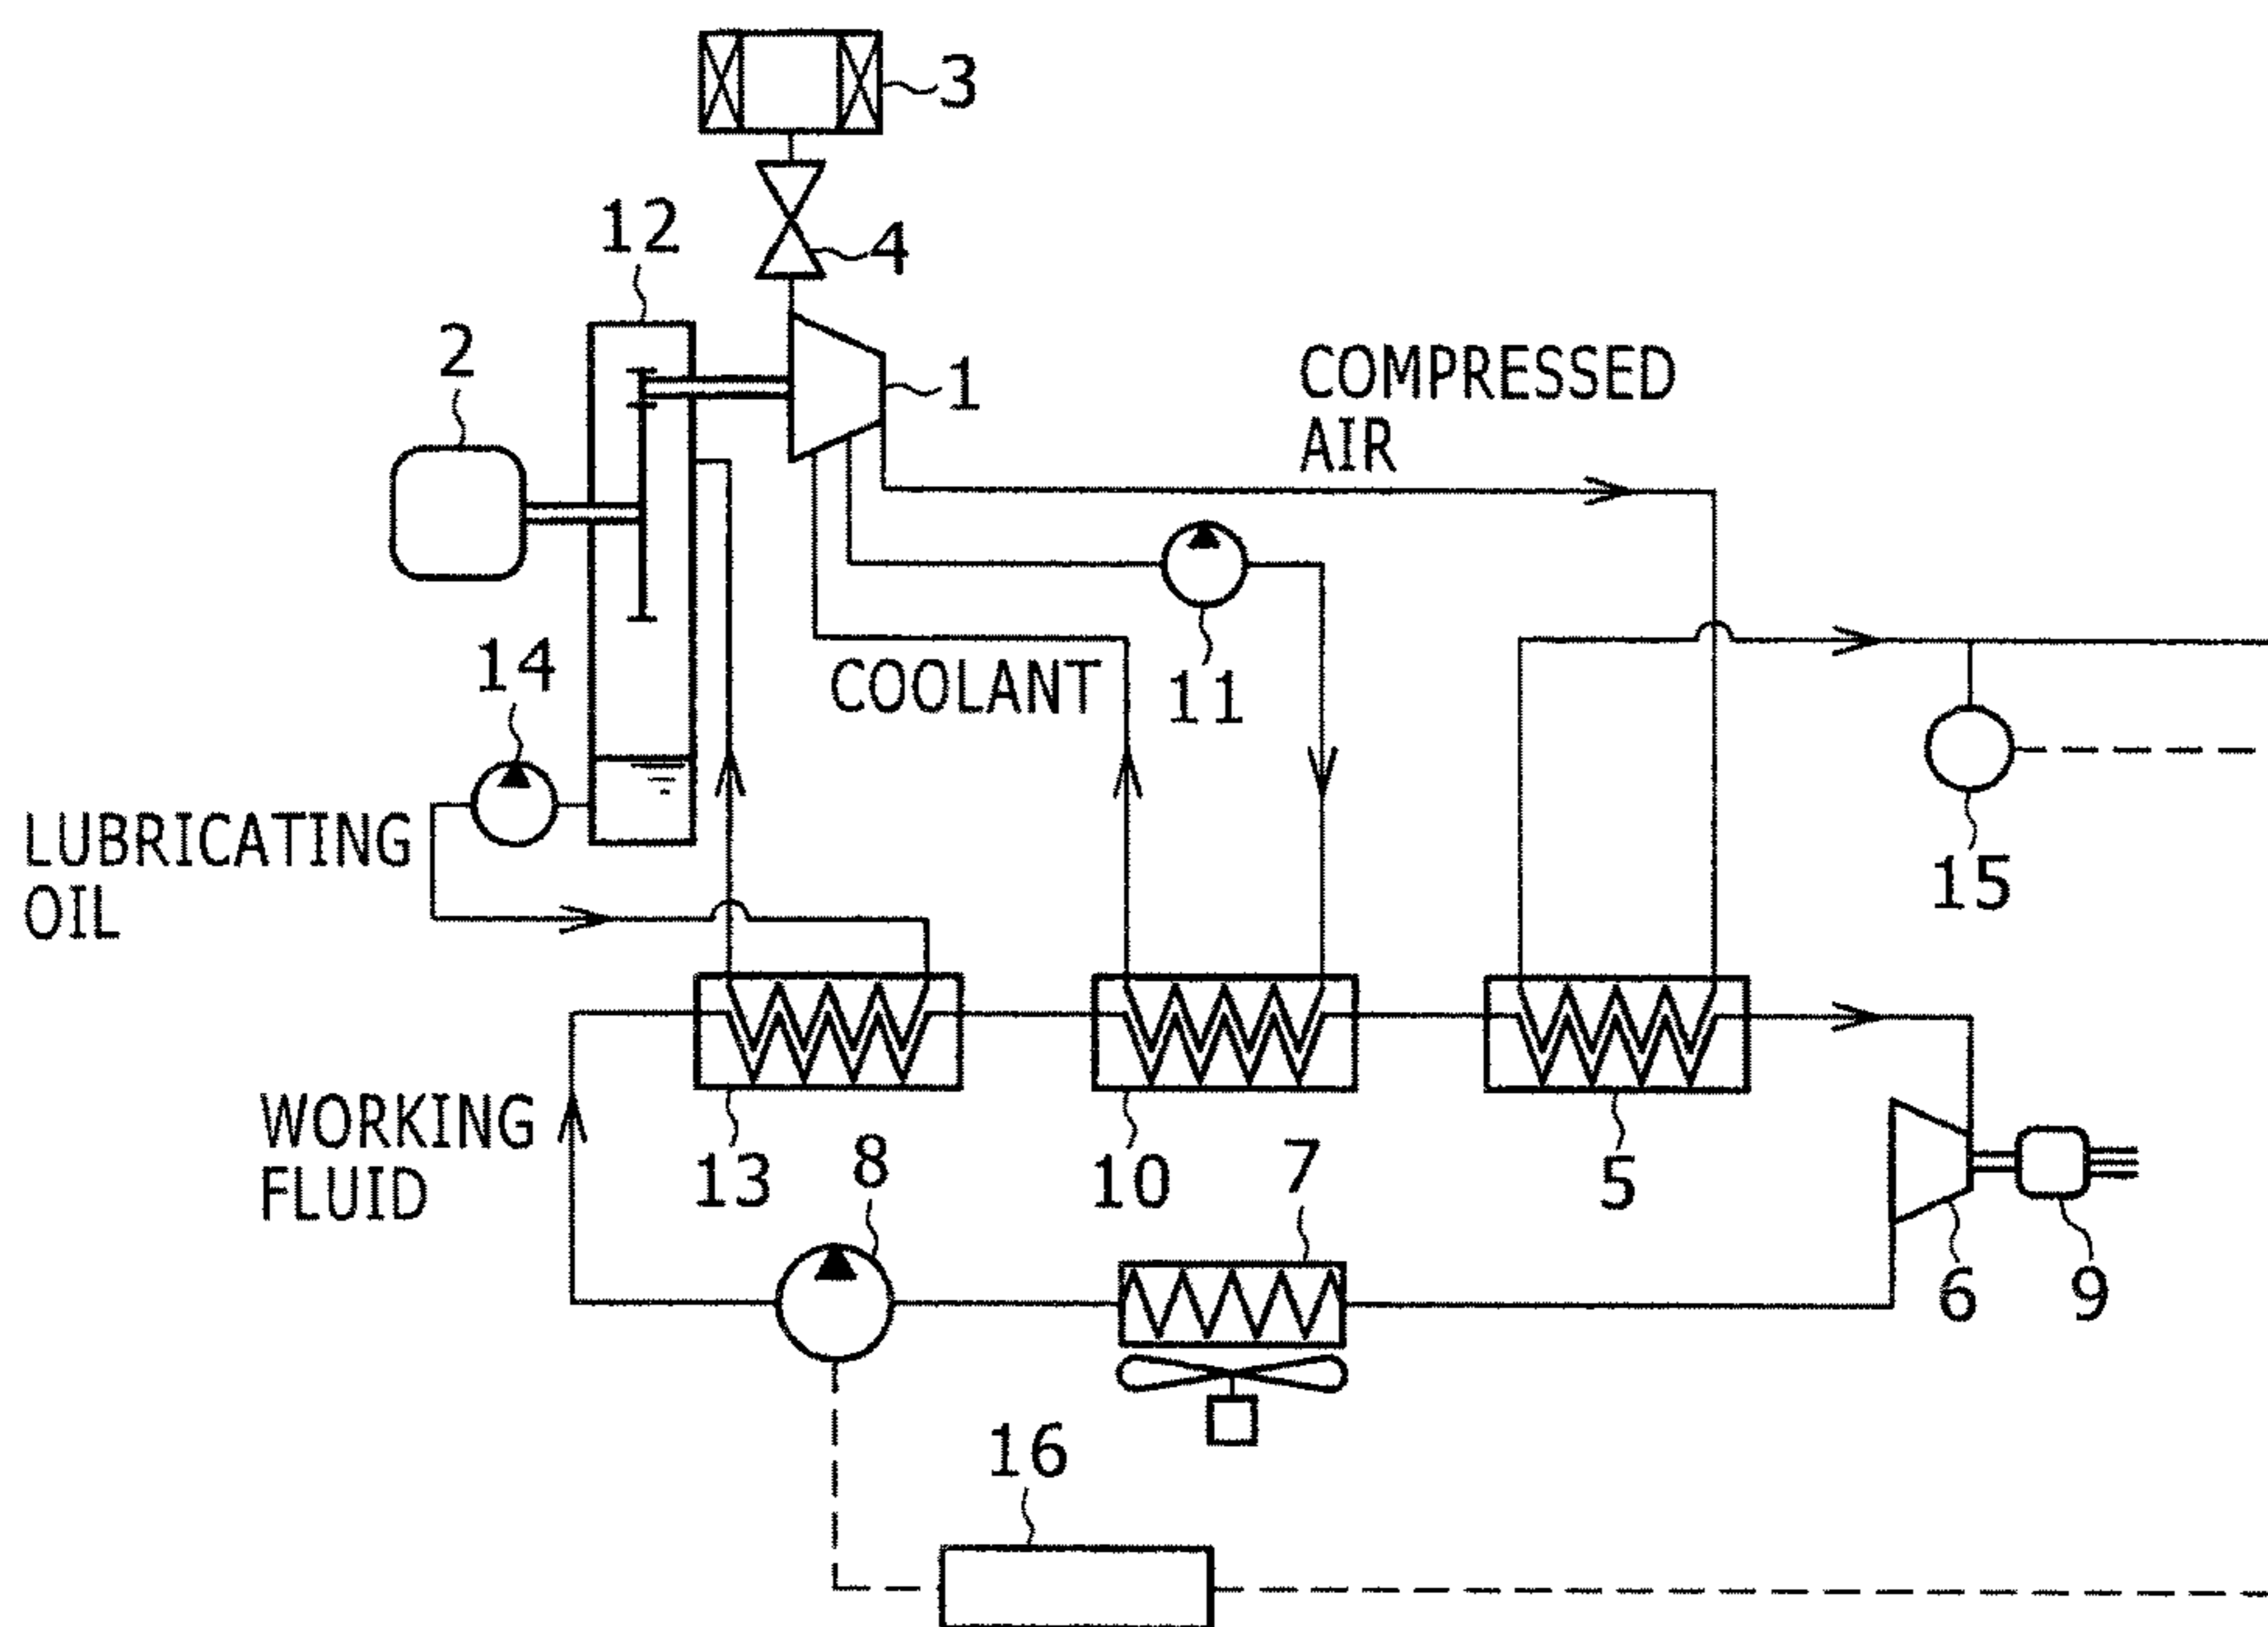 3
12
4
2
1
COMPRESSED
AIR
14
COOLANT
11
LUBRICATING
OIL
15
WORKING
FLUID
13
8
10
7
5
6
9
16